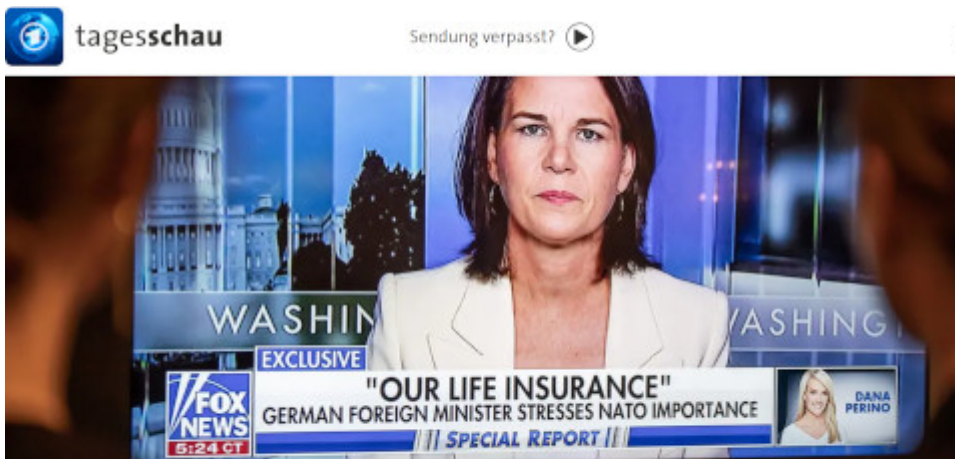 tagesschau
Sendung verpasst?
WASHIN
ASHINGT
EXCLUSIVE
"OUR LIFE INSURANCE"
GERMAN FOREIGN MINISTER STRESSES NATO IMPORTANCE
SPECIAL REPORT
FOX
NEWS
5:24 CT
DANA
PERINO